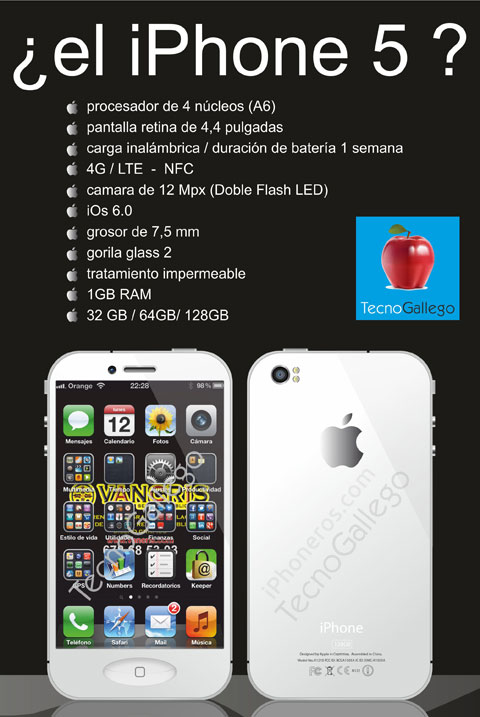 ¿el iPhone 5 ?
procesador de 4 núcleos (A6)
pantalla retina de 4,4 pulgadas
carga inalámbrica / duración de batería 1 semana
4G / LTE - NFC
camara de 12 Mpx (Doble Flash LED)
iOs 6.0
grosor de 7,5 mm
gorila glass 2
tratamiento impermeable
1GB RAM
32 GB / 64GB/ 128GB
TecnoGallego
Orange 22:28 98%
12
Mensajes Calendario Fotos Cámara
VANCRIS
Estilo de vida Utilidades Finanzas Social
GPS Numbers Recordatorios Keeper
2
Teléfono Safari Mail Música
TecnoGallego
iPhoneros.com
TecnoGallego
iPhone